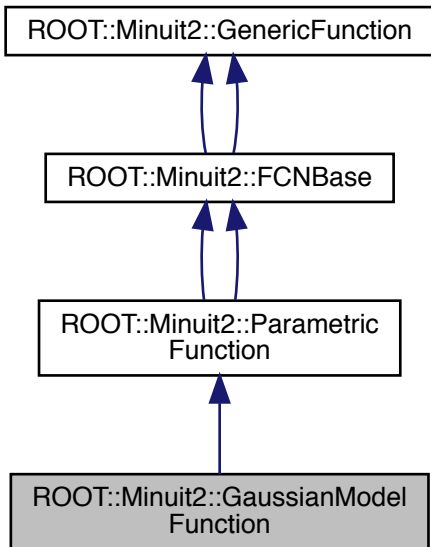 ROOT::Minuit2::GenericFunction
ROOT::Minuit2::FCNBase
ROOT::Minuit2::Parametric
Function
ROOT::Minuit2::GaussianModel
Function